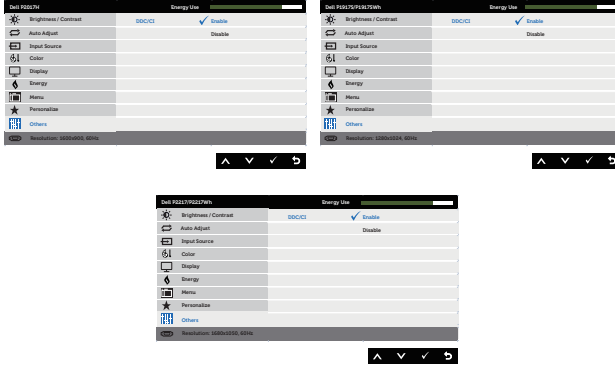 Dell P2017H Energy Use
Brightness / Contrast DDC/CI Enable
Auto Adjust Disable
Input Source
Color
Display
Energy
Menu
Personalize
Others
Resolution: 1600x900, 60Hz
Dell P1917S/P1917SWh Energy Use
Brightness / Contrast DDC/CI Enable
Auto Adjust Disable
Input Source
Color
Display
Energy
Menu
Personalize
Others
Resolution: 1280x1024, 60Hz
Dell P2217/P2217Wh Energy Use
Brightness / Contrast DDC/CI Enable
Auto Adjust Disable
Input Source
Color
Display
Energy
Menu
Personalize
Others
Resolution: 1680x1050, 60Hz